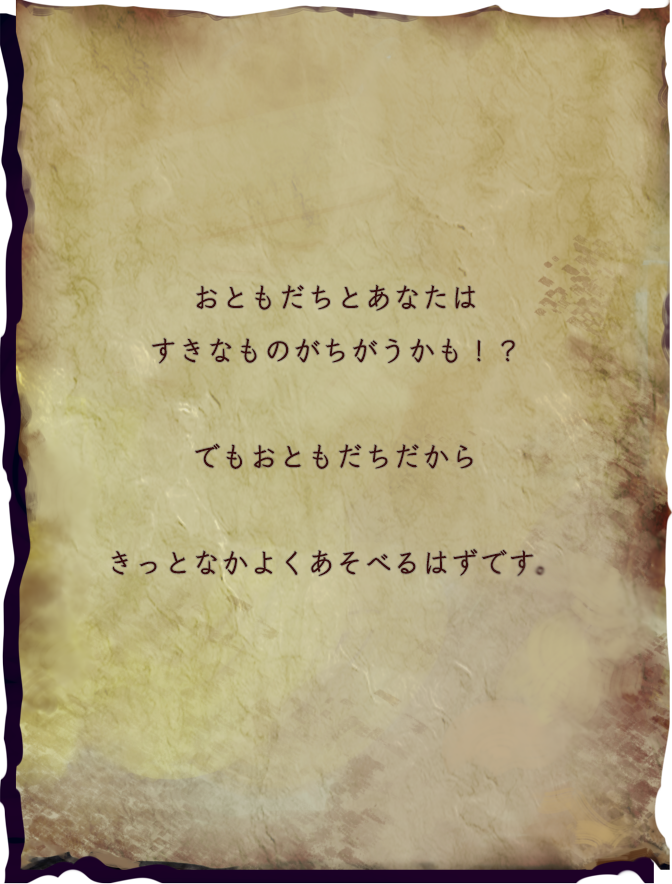 おともだちとあなたは
すきなものがちがうかも！？
でもおともだちだから
きっとなかよくあそべるはずです。